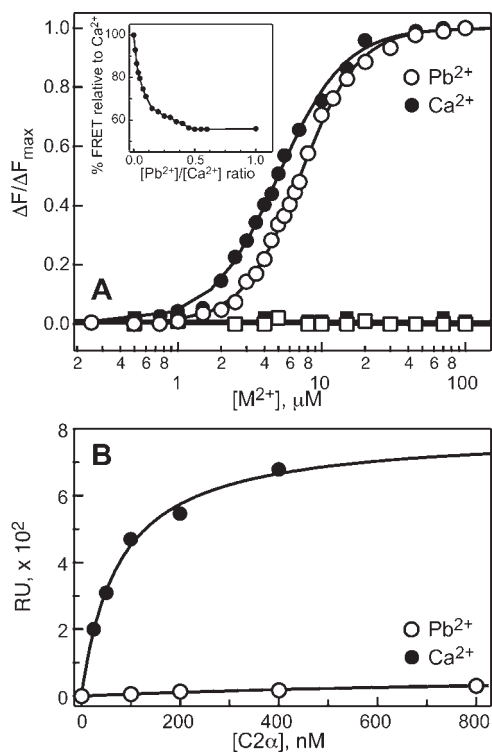 % FRET relative to Ca²⁺
100
80
60
0.0
0.5
1.0
[Pb²⁺]/[Ca²⁺] ratio
Pb²⁺
Ca²⁺
ΔF/ΔFmax
1.0
0.8
0.6
0.4
0.2
0.0
A
2 4 6 8 2 4 6 8 2 4 6 8
1 10 100
[M²⁺], μM
B
RU, x 10²
8
6
4
2
0
Pb²⁺
Ca²⁺
0 200 400 600 800
[C2α], nM